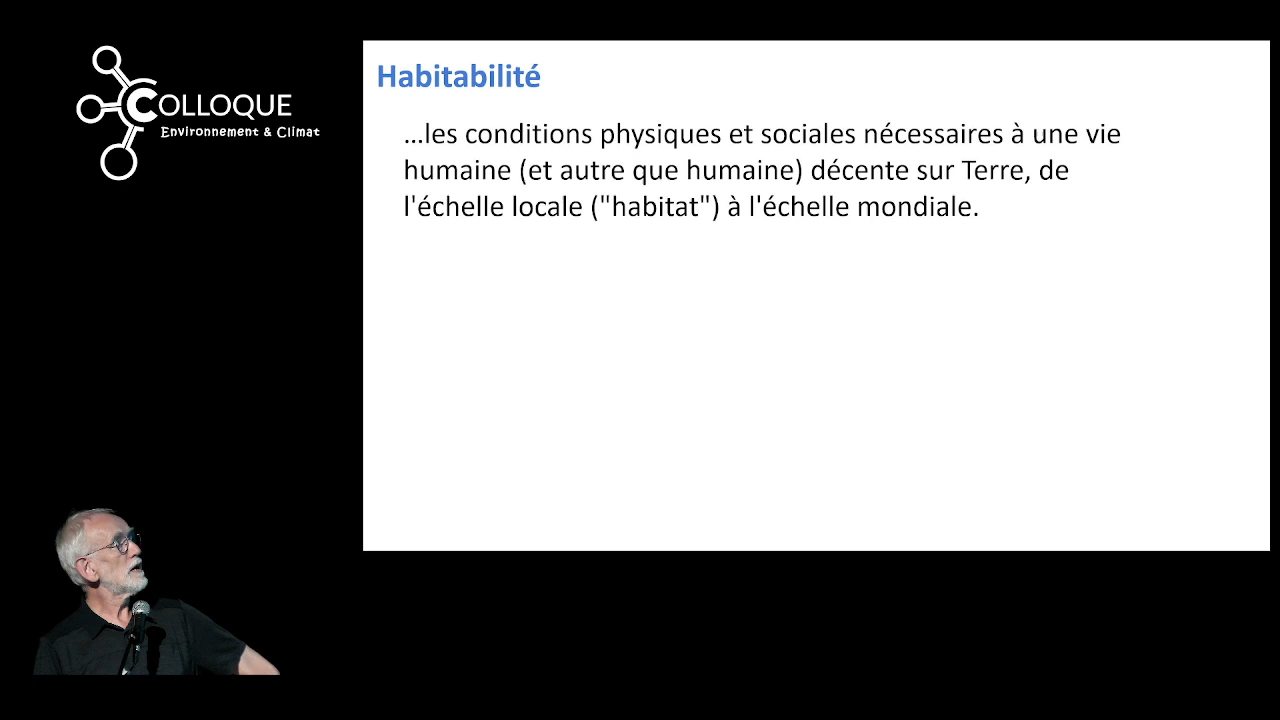 COLLOQUE
Environnement & Climat
Habitabilité
...les conditions physiques et sociales nécessaires à une vie
humaine (et autre que humaine) décente sur Terre, de
l'échelle locale ("habitat") à l'échelle mondiale.